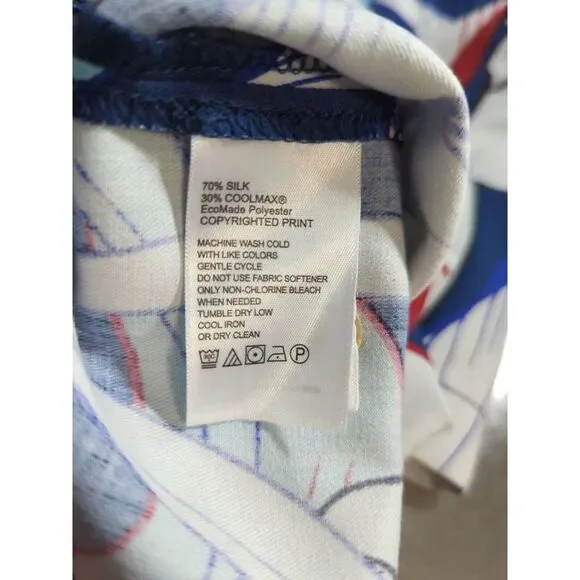 70% SILK
30% COOLMAX®
EcoMade Polyester
COPYRIGHTED PRINT
MACHINE WASH COLD
WITH LIKE COLORS
GENTLE CYCLE
DO NOT USE FABRIC SOFTENER
ONLY NON-CHLORINE BLEACH
WHEN NEEDED
TUMBLE DRY LOW
COOL IRON
OR DRY CLEAN
30C P